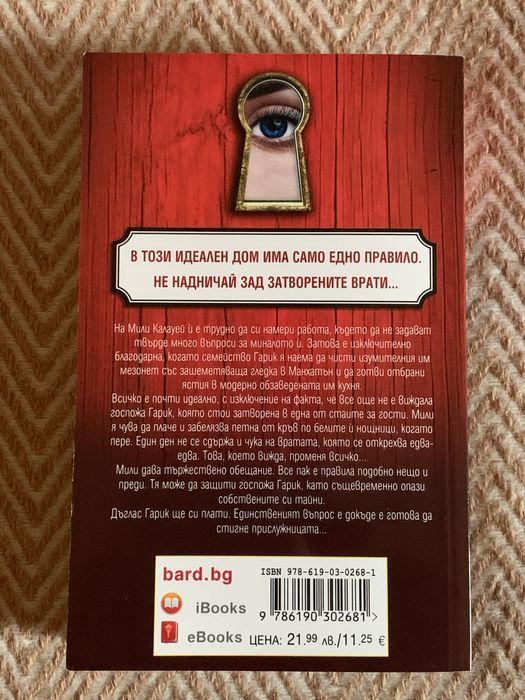 В ТОЗИ ИДЕАЛЕН ДОМ ИМА САМО ЕДНО ПРАВИЛО.
НЕ НАДНИЧАЙ ЗАД ЗАТВОРЕНИТЕ ВРАТИ...
На Мили Калауей ѝ е трудно да си намери работа, където да не задават
твърде много въпроси за миналото ѝ. Затова е изключително
благодарна, когато семейство Гарик я наема да чисти изумителния им
мезонет със зашеметяваща гледка в Манхатън и да готви отбрани
ястия в модерно обзаведената им кухня.
Всичко е почти идеално, с изключение на факта, че все още не е виждала
госпожа Гарик, която стои затворена в една от стаите за гости. Мили
я чува да плаче и забелязва петна от кръв по белите ѝ нощници, когато
пере. Един ден не се сдържа и чука на вратата, която се открехва едва-
едва. Това, което вижда, променя всичко...
Мили дава тържествено обещание. Все пак е правила подобно нещо и
преди. Тя може да защити госпожа Гарик, като същевременно опази
собствените си тайни.
Дъглас Гарик ще си плати. Единственият въпрос е докъде е готова да
стигне прислужницата...
bard.bg
iBooks
eBooks
ISBN 978-619-03-0268-1
9 786190 302681 >
ЦЕНА: 21.99 лв./11.25 €